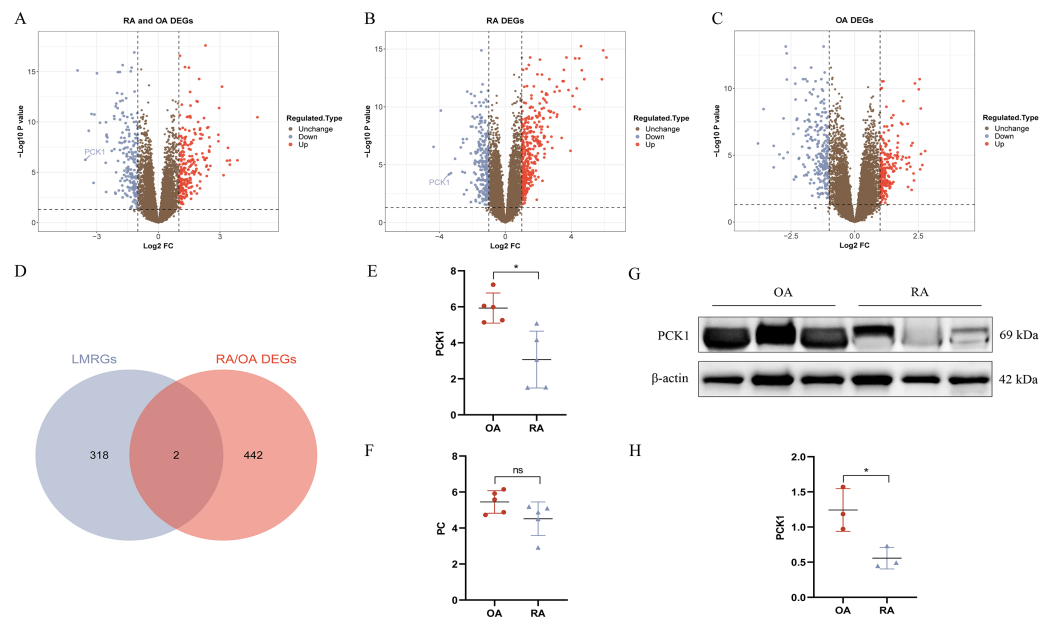 A
RA and OA DEGs
15
10
5
0
−Log10 P value
PCK1
−3
0
3
Log2 FC
Regulated.Type
Unchange
Down
Up
B
RA DEGs
15
10
5
0
−Log10 P value
PCK1
−4
0
4
8
Log2 FC
Regulated.Type
Unchange
Down
Up
C
OA DEGs
10
5
0
−Log10 P value
−2.5
0.0
2.5
Log2 FC
Regulated.Type
Unchange
Down
Up
D
LMRGs
RA/OA DEGs
318
2
442
E
8
6
4
2
0
PCK1
*
OA
RA
F
8
6
4
2
0
PC
ns
OA
RA
G
OA
RA
PCK1
69 kDa
β-actin
42 kDa
H
2.0
1.5
1.0
0.5
0.0
PCK1
*
OA
RA